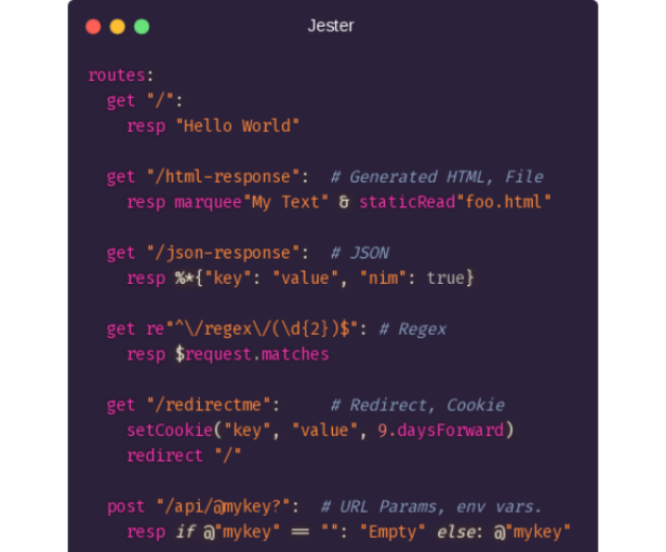 Jester
routes:
get "/":
resp "Hello World"
get "/html-response": # Generated HTML, File
resp marquee"My Text" & staticRead"foo.html"
get "/json-response": # JSON
resp %*{"key": "value", "nim": true}
get re"^\/regex\/(\d{2})$": # Regex
resp $request.matches
get "/redirectme": # Redirect, Cookie
setCookie("key", "value", 9.daysForward)
redirect "/"
post "/api/@mykey?": # URL Params, env vars.
resp if @"mykey" == "": "Empty" else: @"mykey"